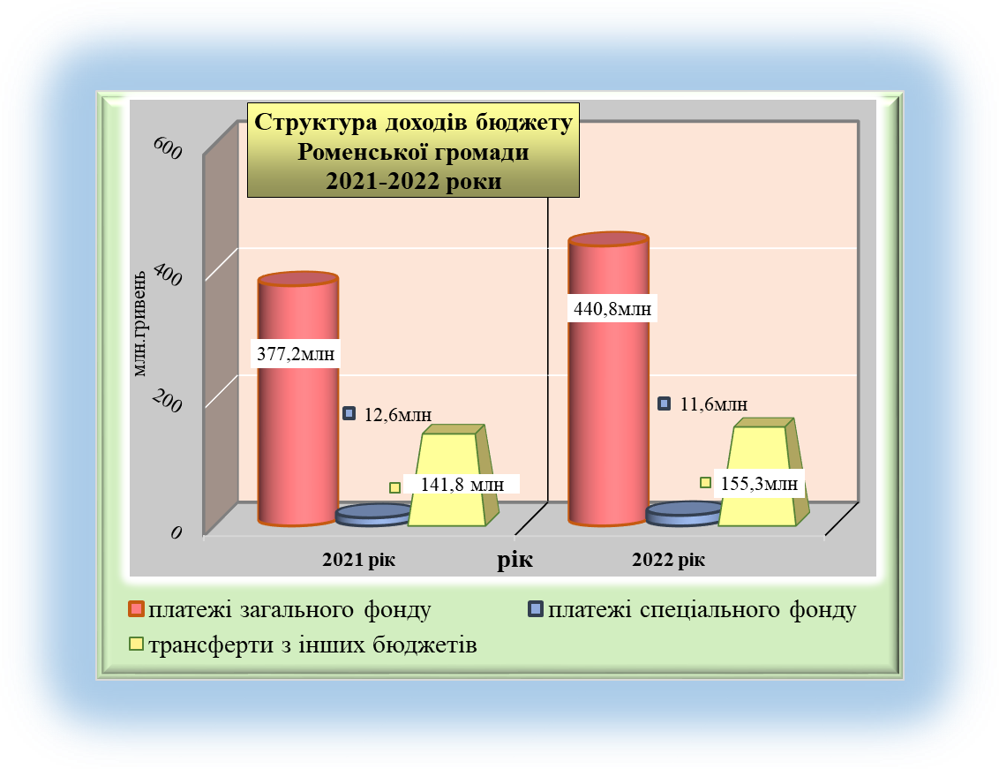 Структура доходів бюджету
Роменської громади
2021-2022 роки
млн.гривень
600
400
200
0
377,2млн
12,6млн
141,8 млн
440,8млн
11,6млн
155,3млн
2021 рік
рік
2022 рік
платежі загального фонду
платежі спеціального фонду
трансферти з інших бюджетів